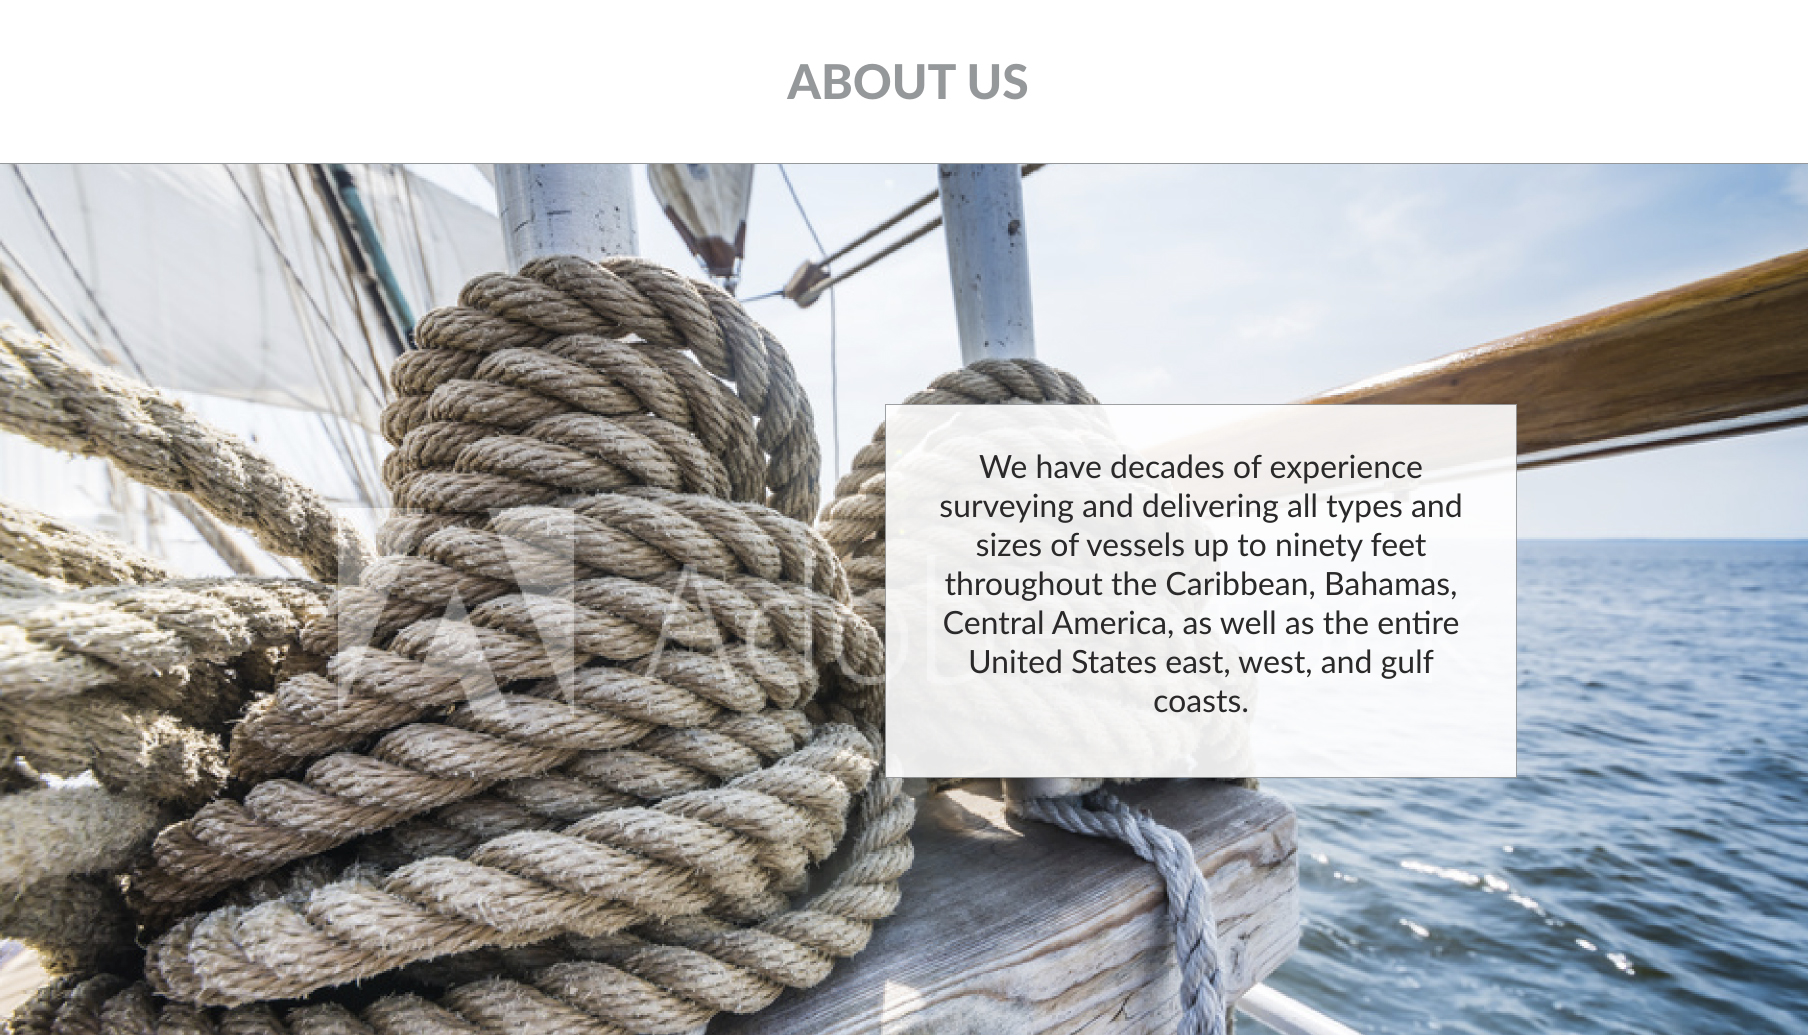 ABOUT US
We have decades of experience
surveying and delivering all types and
sizes of vessels up to ninety feet
throughout the Caribbean, Bahamas,
Central America, as well as the entire
United States east, west, and gulf
coasts.
Adob